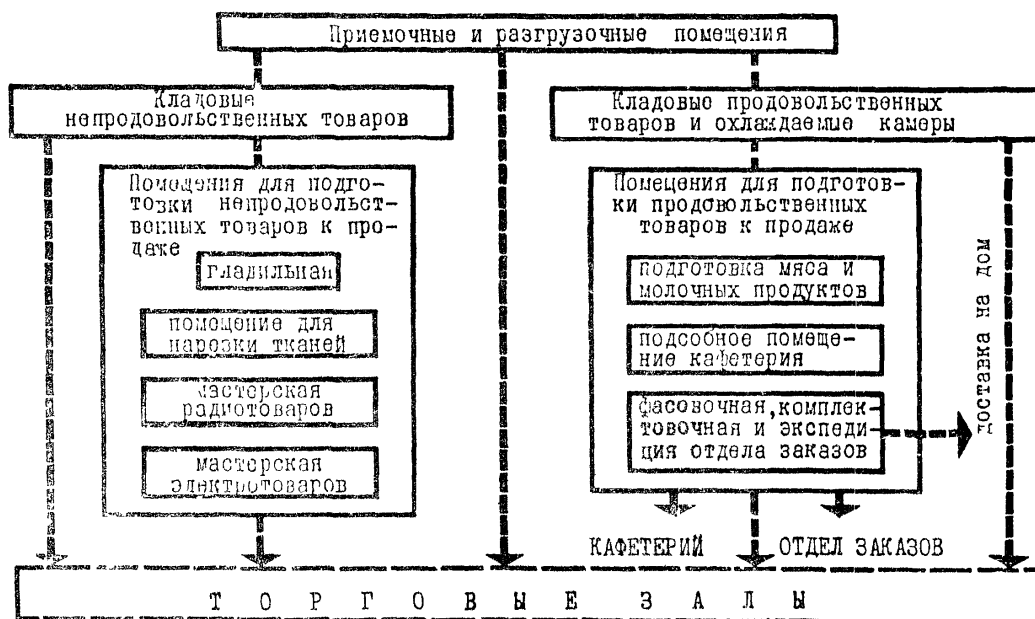 Приемочные и разгрузочные помещения
Кладовые
непродовольственных товаров
Кладовые продовольственных
товаров и охлаждаемые камеры
Помещения для подго-
товки непродовольст-
венных товаров к про-
даже
гладильная
помещение для
нарезки тканей
мастерская
радиотоваров
мастерская
электротоваров
Помещения для подготов-
ки продовольственных
товаров к продаже
подготовка мяса и
молочных продуктов
подсобное помеще-
ние кафетерия
фасовочная, комплек-
товочная и экспеди-
ция отдела заказов
доставка на дом
КАФЕТЕРИЙ
ОТДЕЛ ЗАКАЗОВ
ТОРГОВЫЕ ЗАЛЫ